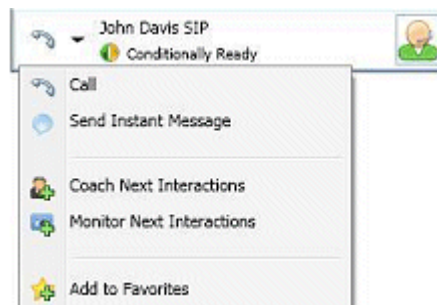 John Davis SIP
Conditionally Ready
Call
Send Instant Message
Coach Next Interactions
Monitor Next Interactions
Add to Favorites